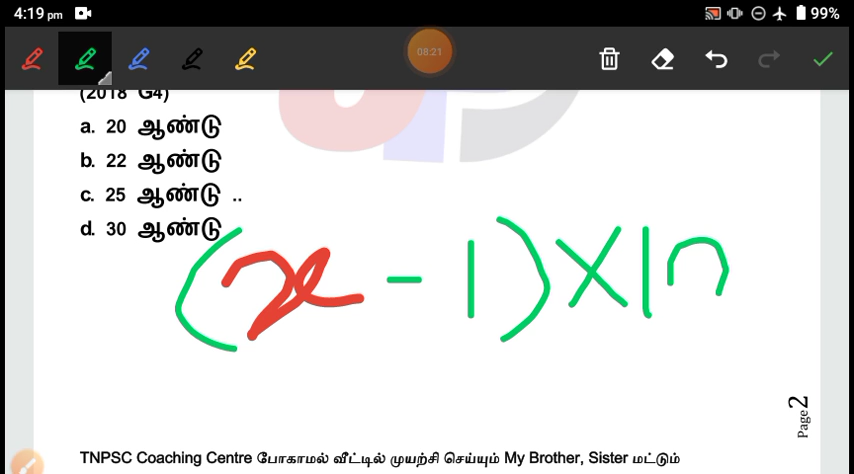 4:19 pm 99%
08:21
(2018 G4)
a. 20 ஆண்டு
b. 22 ஆண்டு
c. 25 ஆண்டு ..
d. 30 ஆண்டு
(x - 1) X
Page 2
TNPSC Coaching Centre போகாமல் வீட்டில் முயற்சி செய்யும் My Brother, Sister மட்டும்